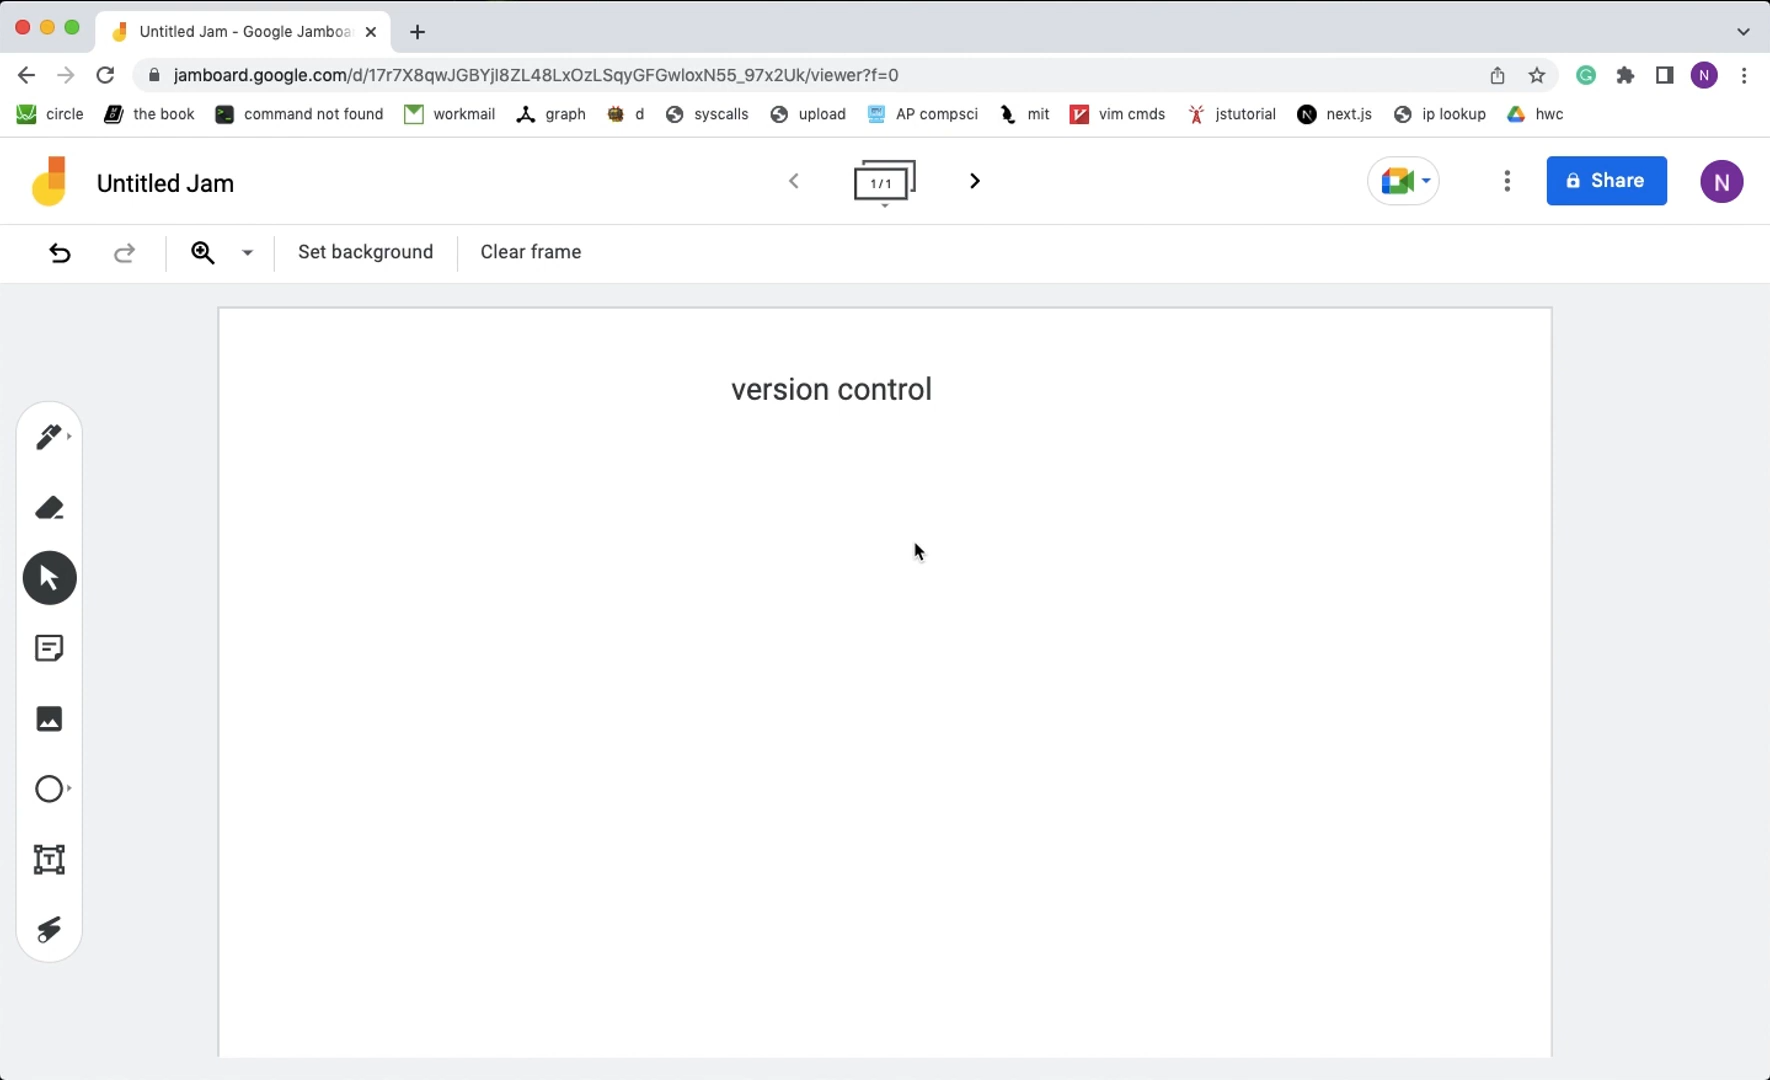 Untitled Jam - Google Jamboa
jamboard.google.com/d/17r7X8qwJGBYjI8ZL48LxOzLSqyGFGwloxN55_97x2Uk/viewer?f=0
N
circle the book command not found workmail graph d syscalls upload AP compsci mit vim cmds jstutorial next.js ip lookup hwc
Untitled Jam
1/1
Share
N
Set background
Clear frame
version control